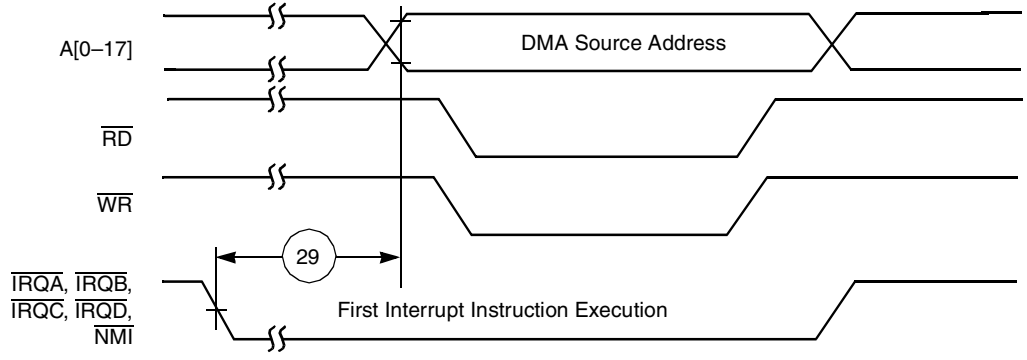 A[0–17]
DMA Source Address
RD
WR
29
IRQA, IRQB,
IRQC, IRQD,
NMI
First Interrupt Instruction Execution